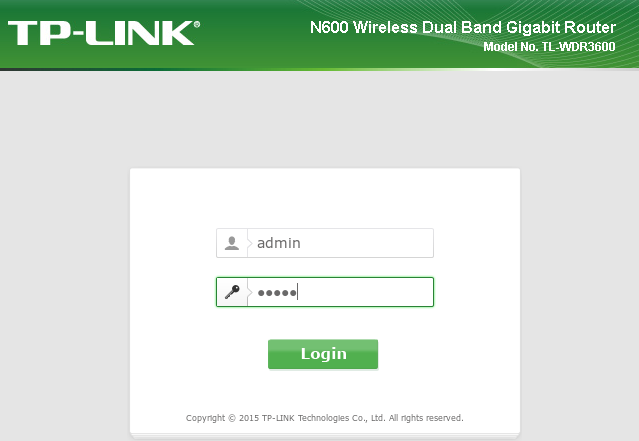 TP-LINK®
N600 Wireless Dual Band Gigabit Router
Model No. TL-WDR3600
admin
●●●●●
Login
Copyright © 2015 TP-LINK Technologies Co., Ltd. All rights reserved.